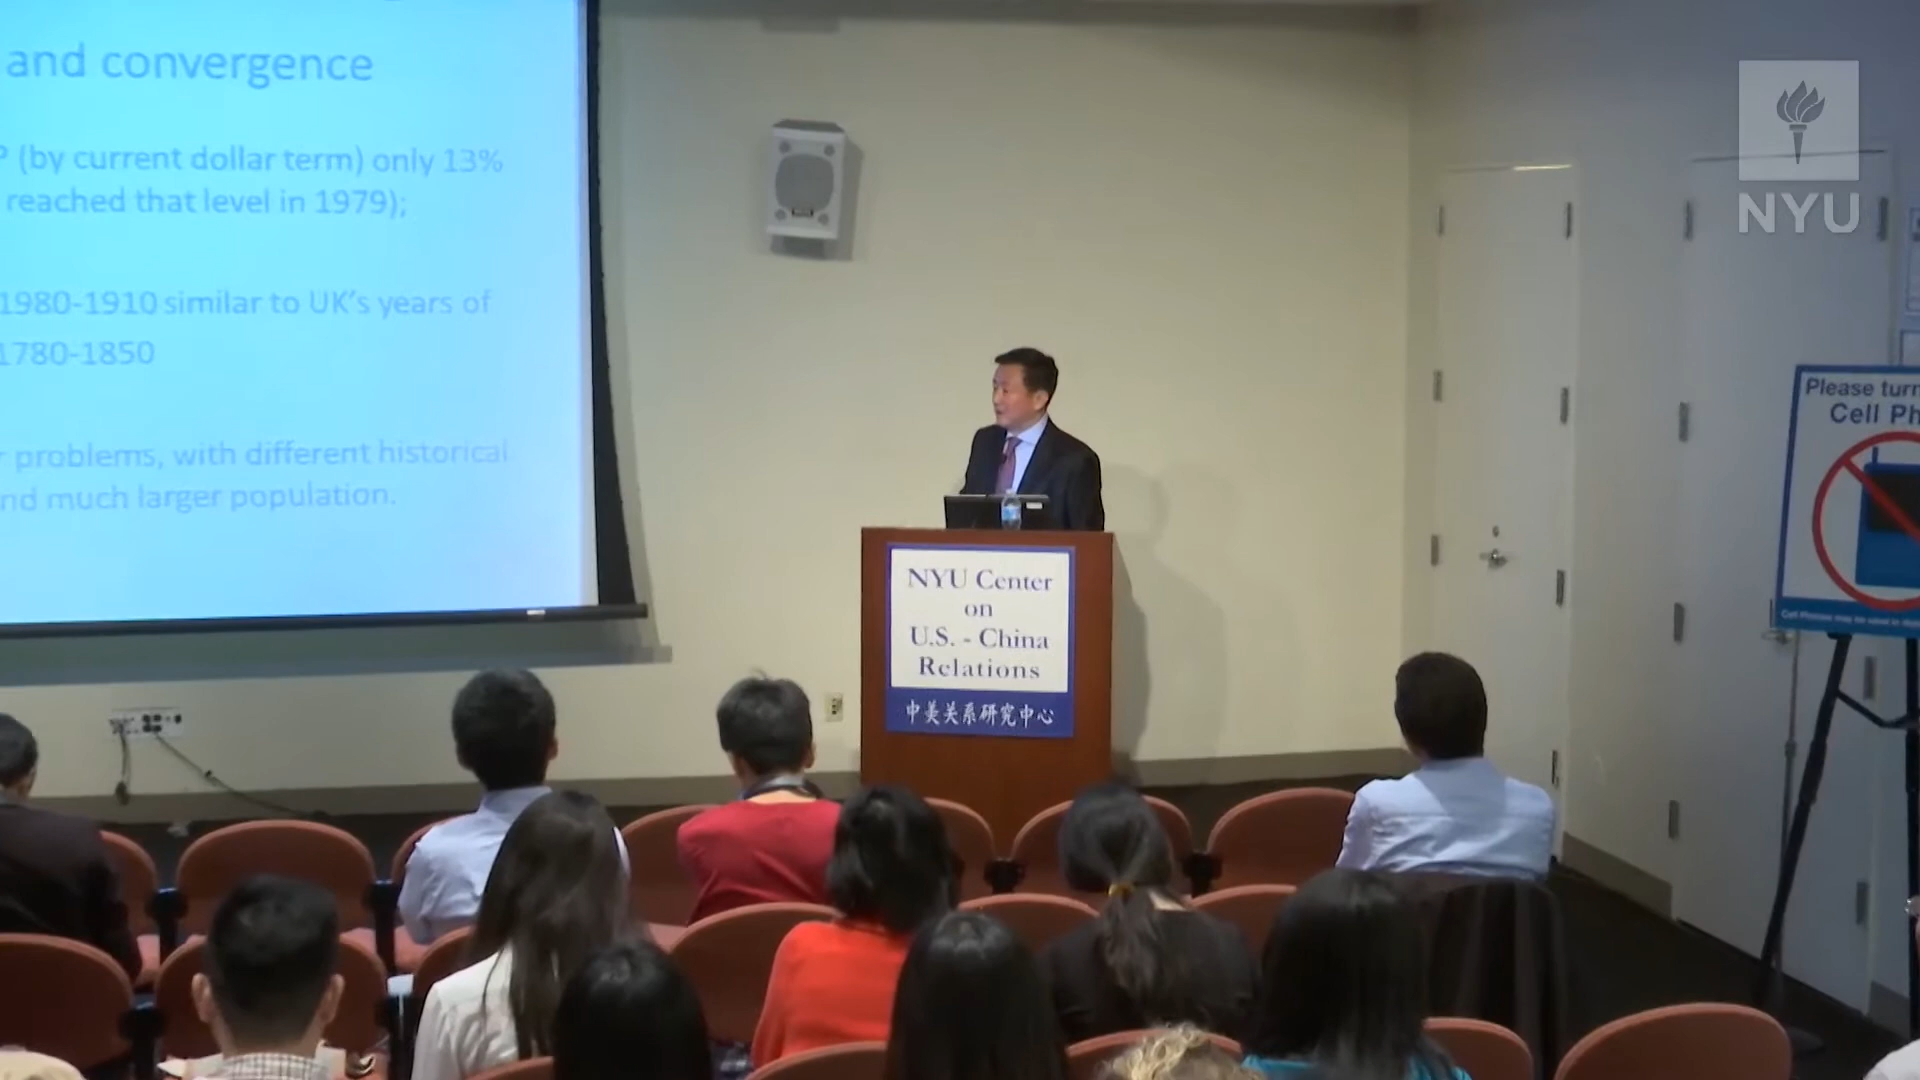 and convergence
(by current dollar term) only 13%
reached that level in 1979);
1980-1910 similar to UK's years of
1780-1850
problems, with different historical
much larger population.
NYU
Please turn
Cell Ph
NYU Center
on
U.S. - China
Relations
中美关系研究中心